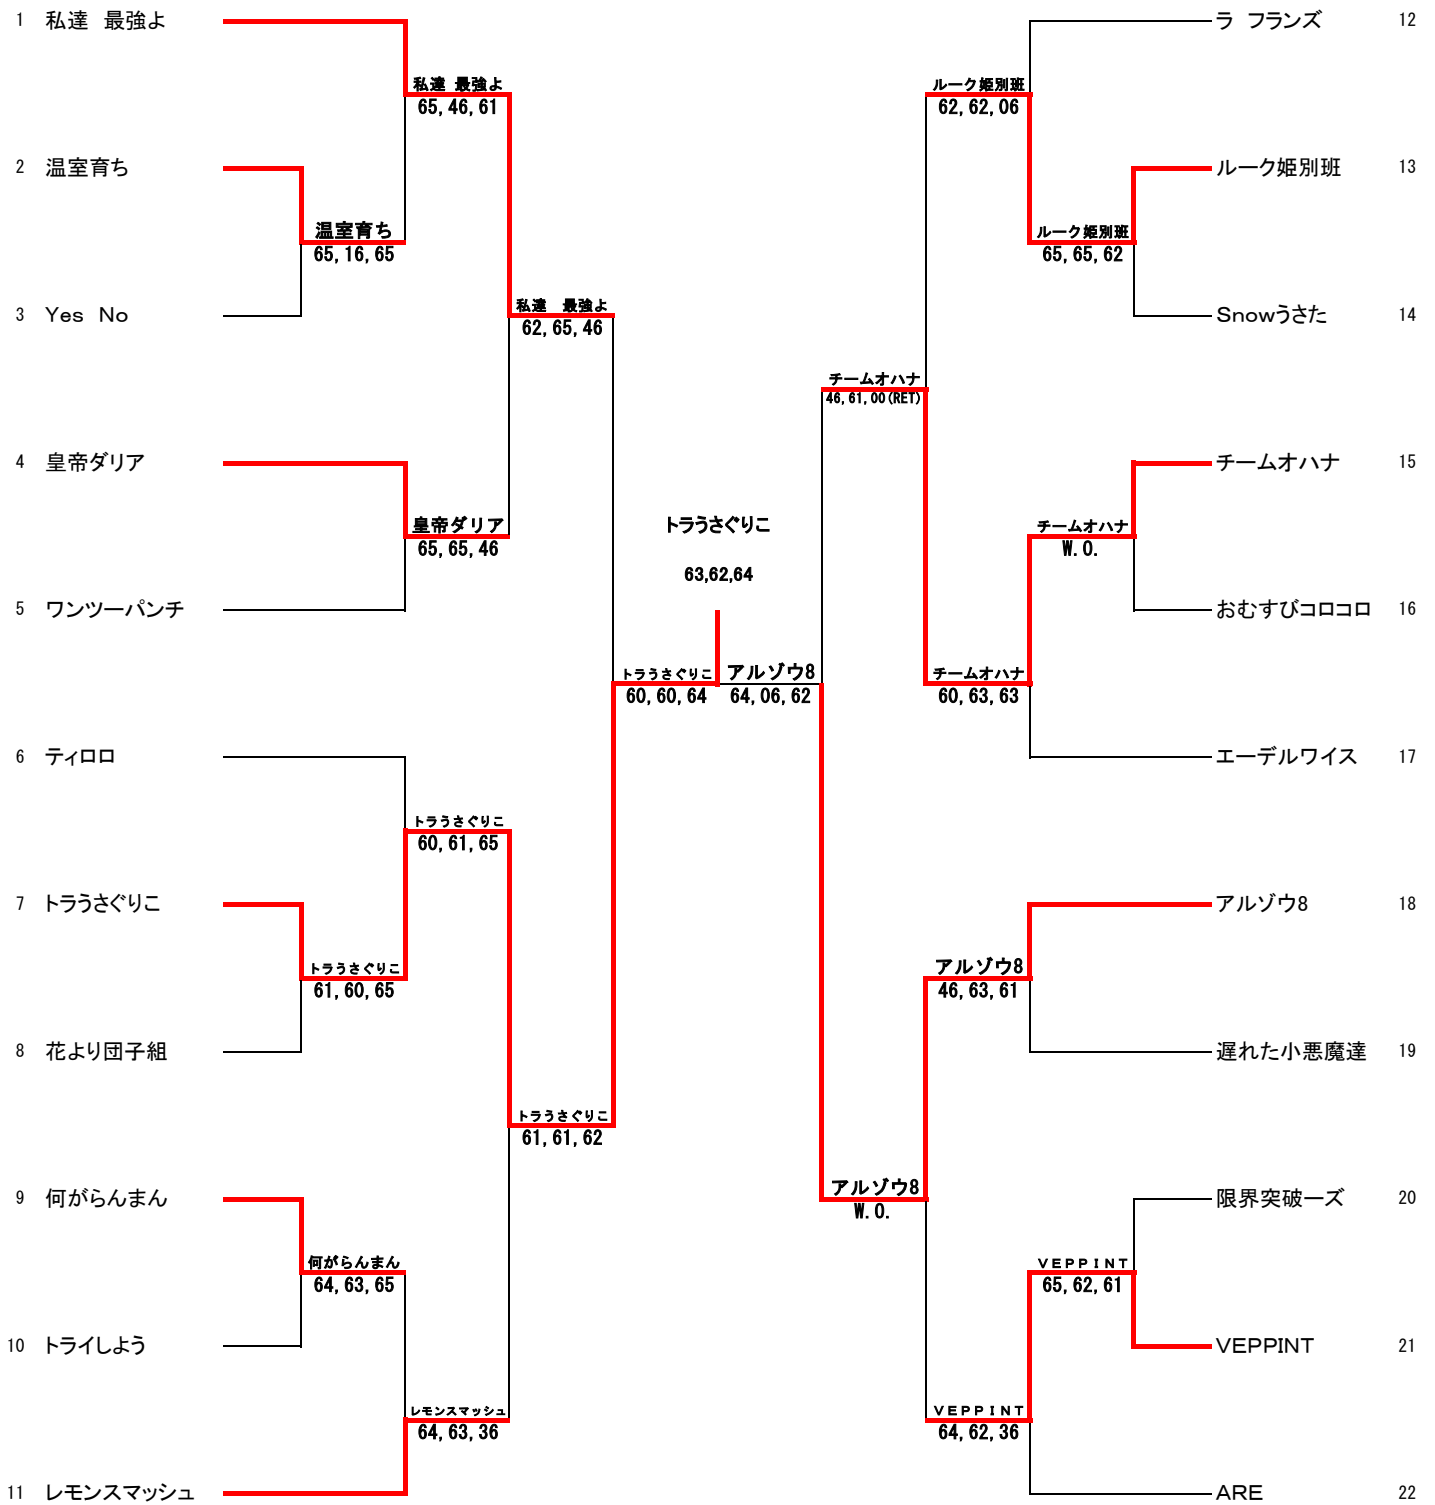 1 私達 最強よ
ラ フランズ 12
私達 最強よ
65, 46, 61
ルーク姫別班
62, 62, 06
2 温室育ち
ルーク姫別班 13
温室育ち
65, 16, 65
ルーク姫別班
65, 65, 62
3 Yes No
私達 最強よ
62, 65, 46
Snowうさた 14
チームオハナ
46, 61, 00(RET)
4 皇帝ダリア
チームオハナ 15
皇帝ダリア
65, 65, 46
トラうさぐりこ
63,62,64
チームオハナ
W. O.
5 ワンツーパンチ
おむすびコロコロ 16
トラうさぐりこ
60, 60, 64
アルゾウ8
64, 06, 62
チームオハナ
60, 63, 63
6 ティロロ
エーデルワイス 17
トラうさぐりこ
60, 61, 65
7 トラうさぐりこ
アルゾウ8 18
トラうさぐりこ
61, 60, 65
アルゾウ8
46, 63, 61
8 花より団子組
遅れた小悪魔達 19
トラうさぐりこ
61, 61, 62
9 何がらんまん
アルゾウ8
W. O.
限界突破ーズ 20
何がらんまん
64, 63, 65
VEPPINT
65, 62, 61
10 トライしよう
VEPPINT 21
レモンスマッシュ
64, 63, 36
VEPPINT
64, 62, 36
11 レモンスマッシュ
ARE 22